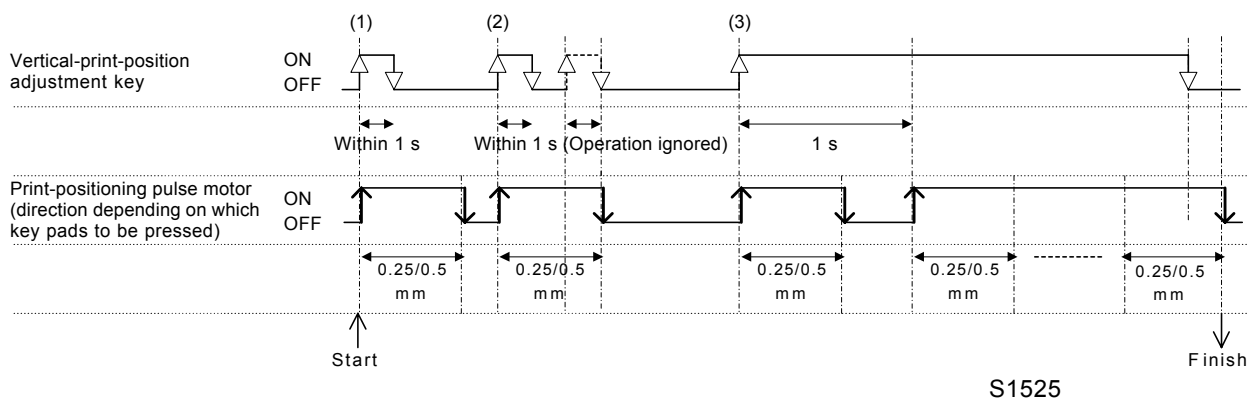 (1) (2) (3)
Vertical-print-position ON
adjustment key OFF
Within 1 s Within 1 s (Operation ignored) 1 s
Print-positioning pulse motor ON
(direction depending on which
key pads to be pressed) OFF
0.25/0.5 0.25/0.5 0.25/0.5 0.25/0.5 0.25/0.5
mm mm mm mm mm
Start Finish
S1525